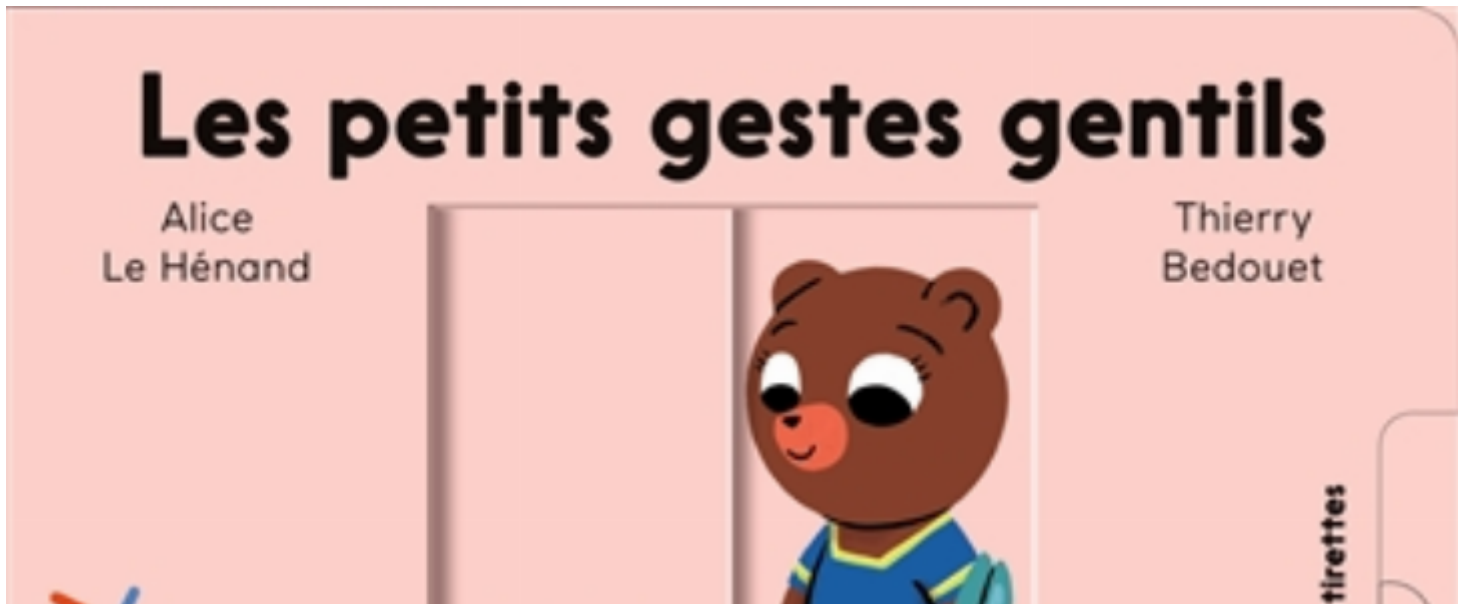 Les petits gestes gentils
Alice
Le Hénand
Thierry
Bedouet
tirettes